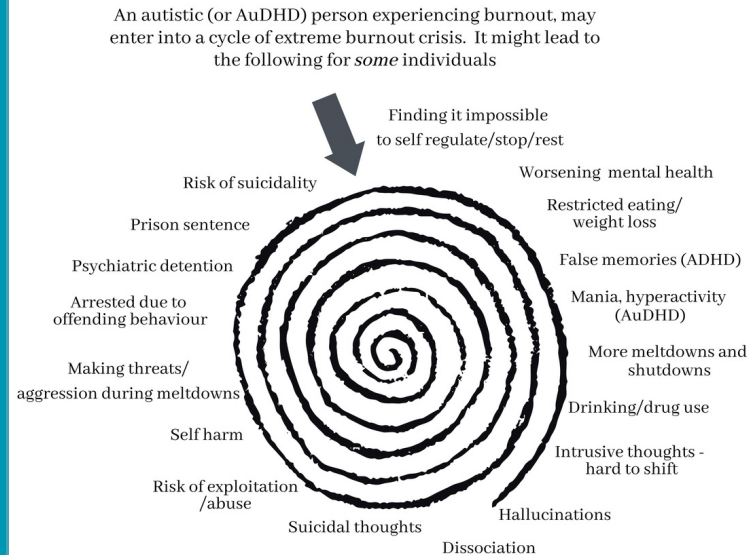 An autistic (or AuDHD) person experiencing burnout, may
enter into a cycle of extreme burnout crisis. It might lead to
the following for some individuals
Finding it impossible
to self regulate/stop/rest
Worsening mental health
Restricted eating/
weight loss
False memories (ADHD)
Mania, hyperactivity
(AuDHD)
More meltdowns and
shutdowns
Drinking/drug use
Intrusive thoughts -
hard to shift
Hallucinations
Dissociation
Suicidal thoughts
Risk of exploitation
/abuse
Self harm
Making threats/
aggression during meltdowns
Arrested due to
offending behaviour
Psychiatric detention
Prison sentence
Risk of suicidality